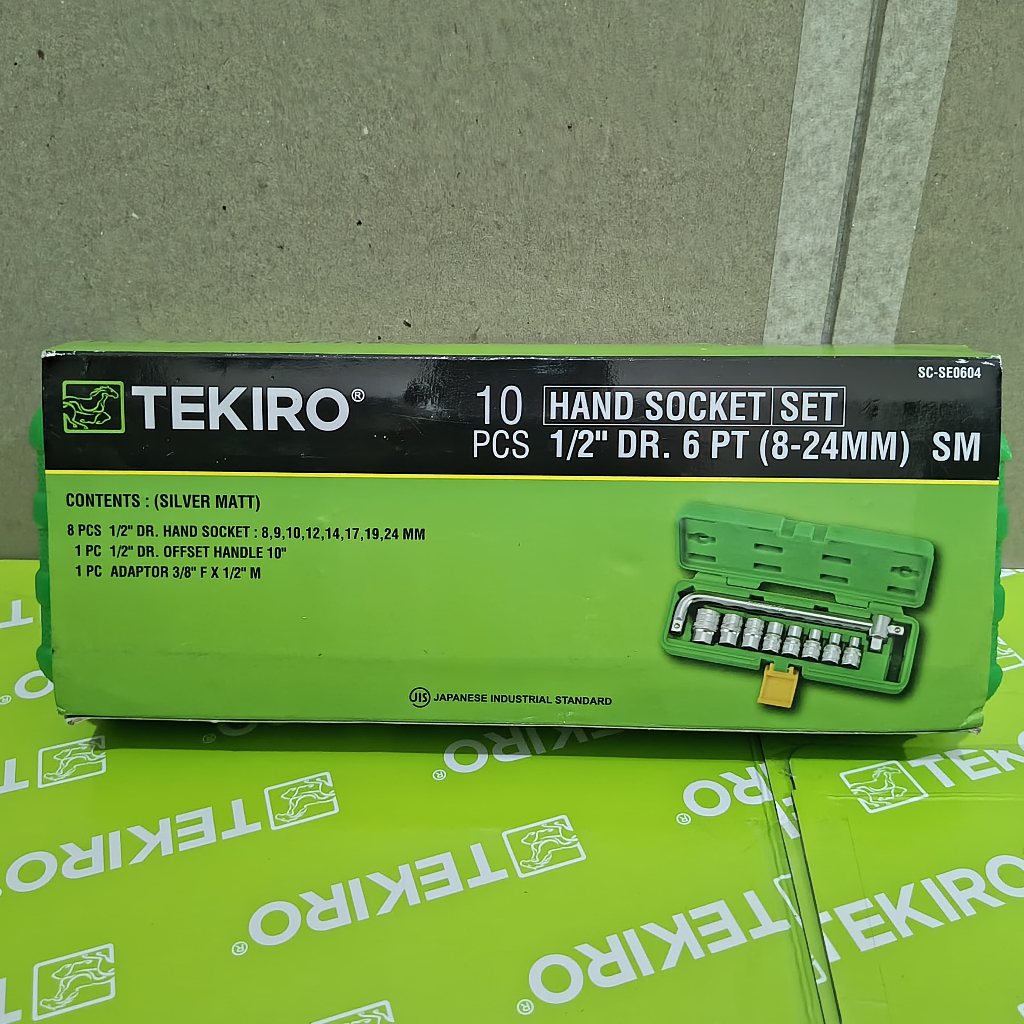 SC-SE0604
TEKIRO®
10 PCS
HAND SOCKET SET
1/2" DR. 6 PT (8-24MM) SM
CONTENTS : (SILVER MATT)
8 PCS 1/2" DR. HAND SOCKET : 8,9,10,12,14,17,19,24 MM
1 PC 1/2" DR. OFFSET HANDLE 10"
1 PC ADAPTOR 3/8" F X 1/2" M
JIS JAPANESE INDUSTRIAL STANDARD
TEKIRO®
TEKIRO®
TEKIRO®
TEKIRO®
TEKIRO
TEKIRO